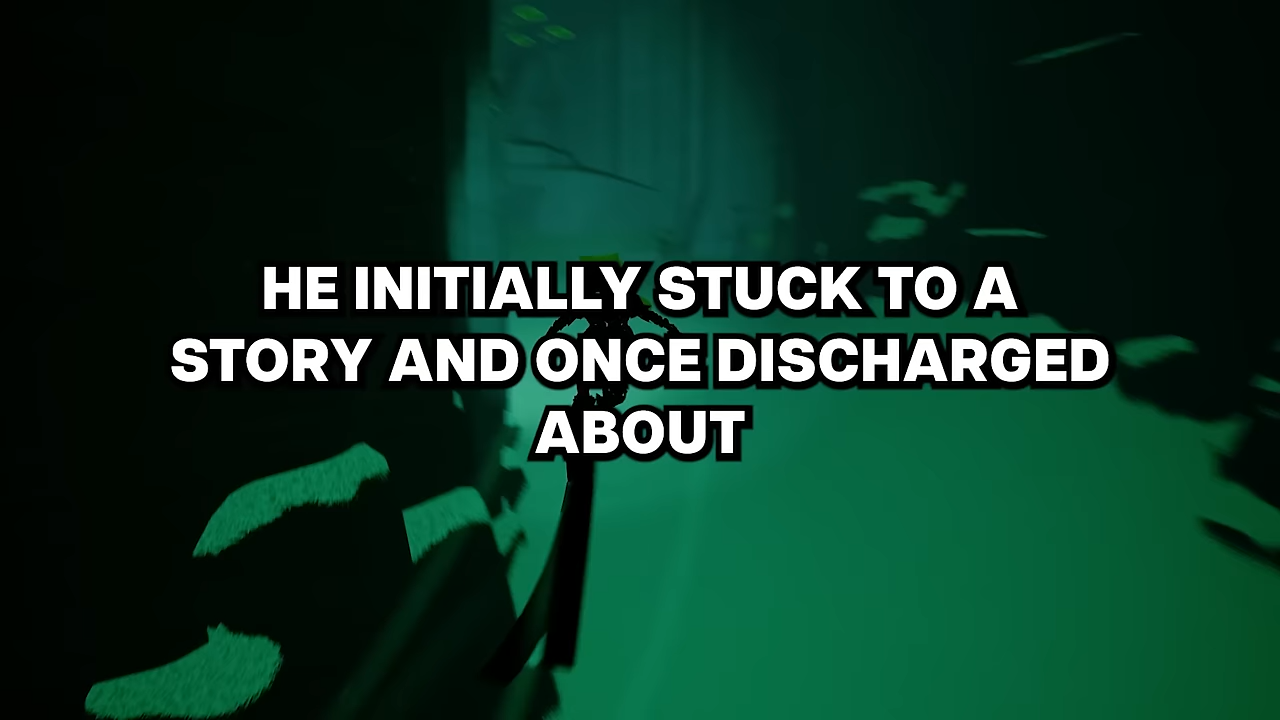 HE INITIALLY STUCK TO A
STORY AND ONCE DISCHARGED
ABOUT